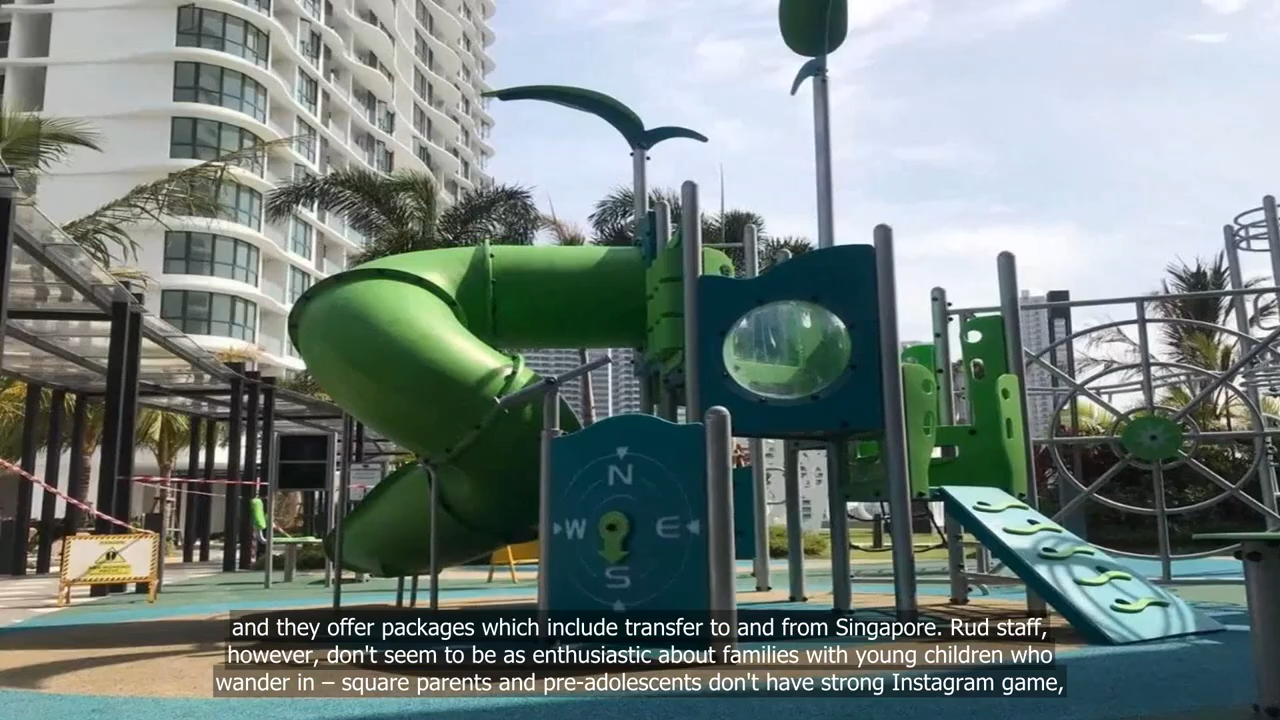 N
W E
S
and they offer packages which include transfer to and from Singapore. Rud staff,
however, don't seem to be as enthusiastic about families with young children who
wander in – square parents and pre-adolescents don't have strong Instagram game,